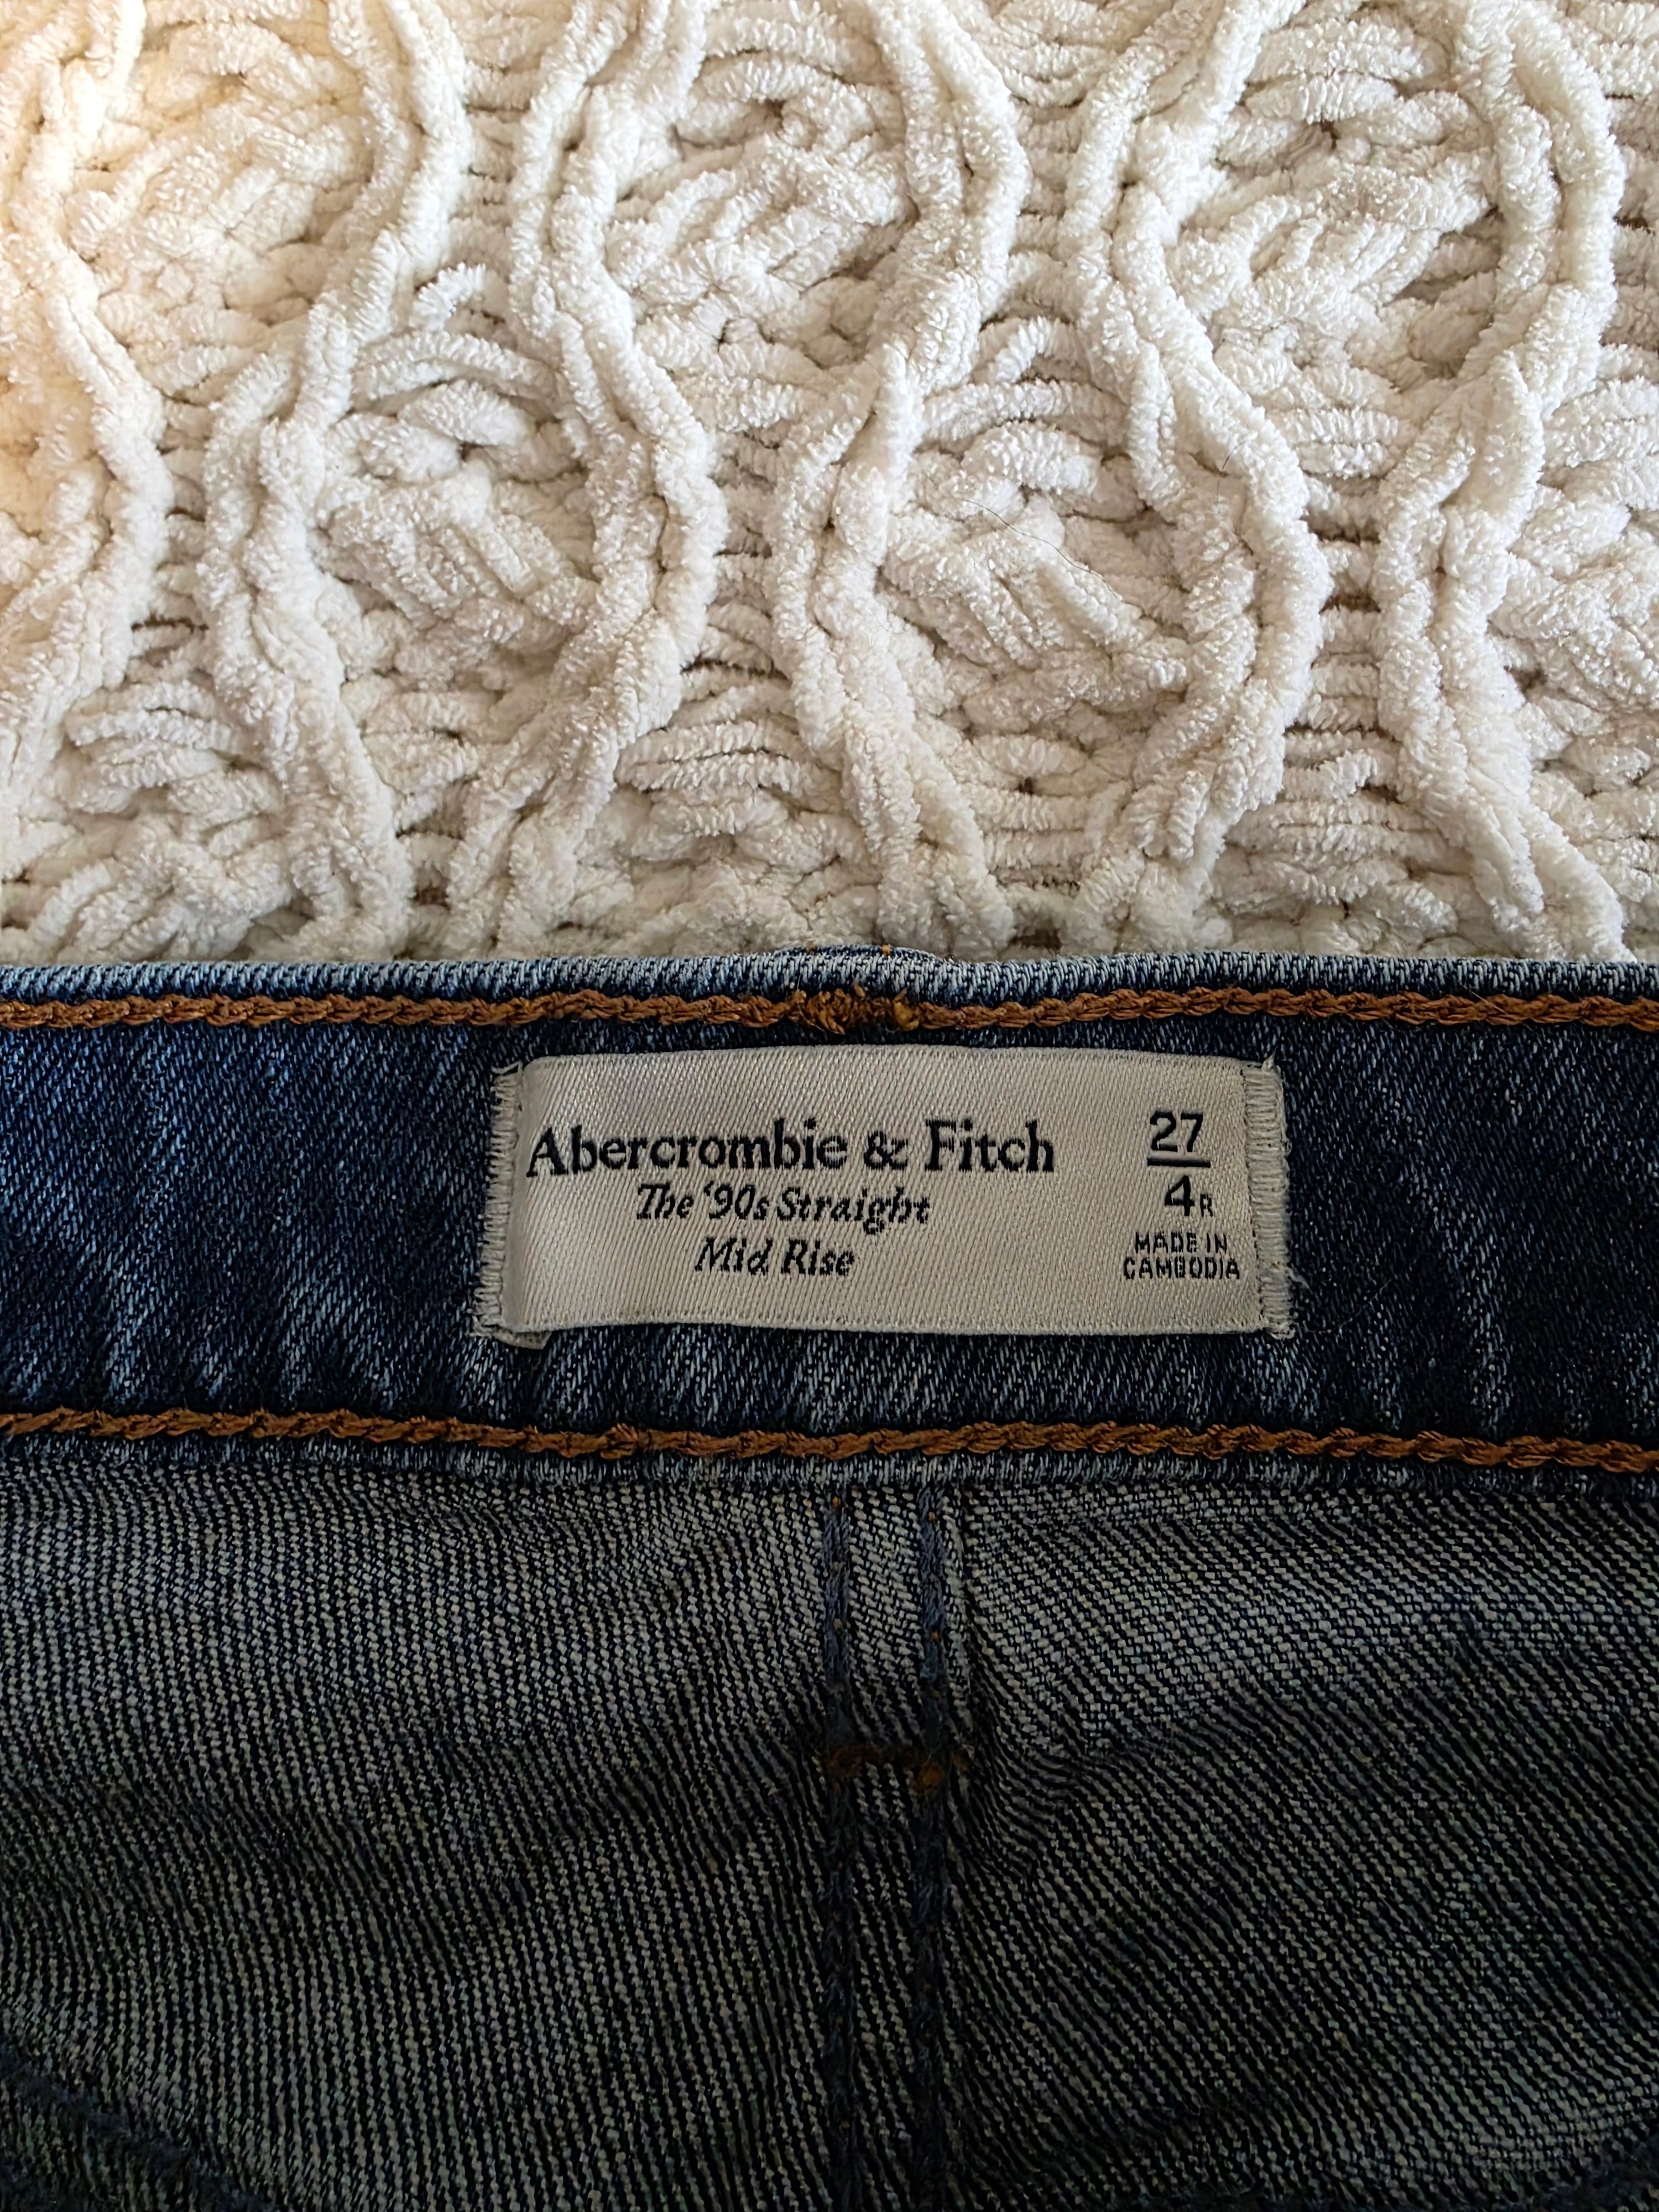 Abercrombie & Fitch
The ‘90s Straight
Mid Rise
27
4R
MADE IN
CAMBODIA